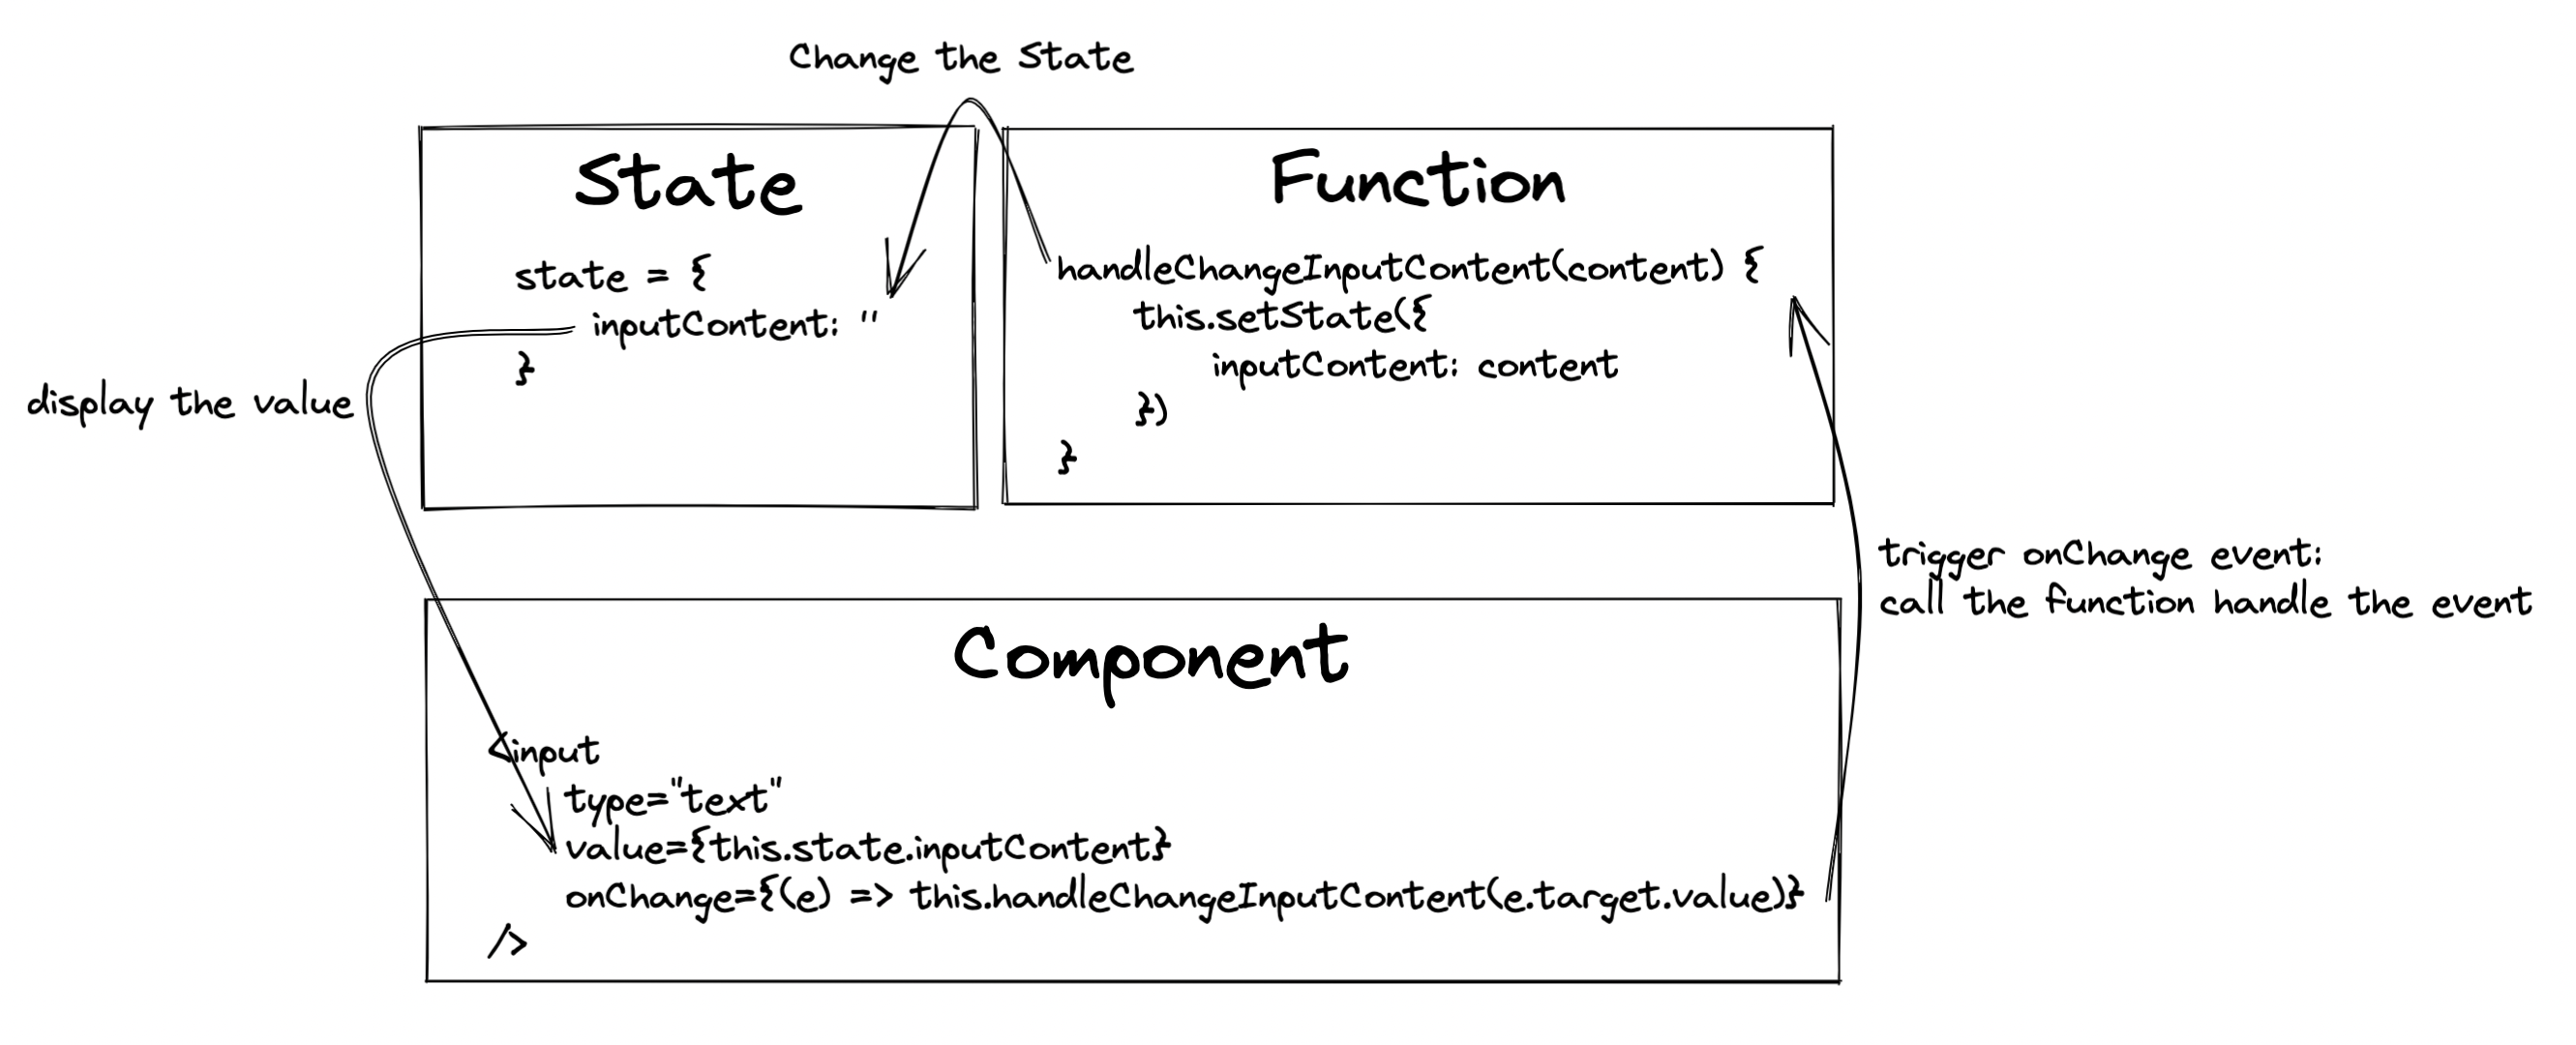 Change the State
State
state = {
inputContent: ''
}
Function
handleChangeInputContent(content) {
this.setState({
inputContent: content
})
}
display the value
trigger onChange event:
call the function handle the event
Component
<input
type="text"
value={this.state.inputContent}
onChange={(e) => this.handleChangeInputContent(e.target.value)}
/>